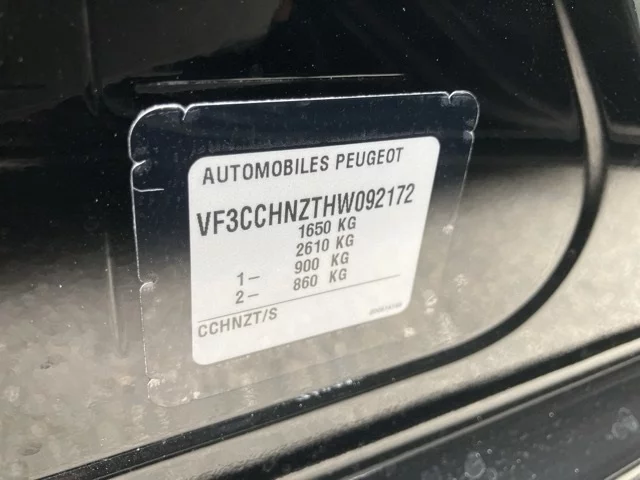 AUTOMOBILES PEUGEOT
VF3CCHNZTHW092172
1650 KG
2610 KG
1- 900 KG
2- 860 KG
CCHNZT/S